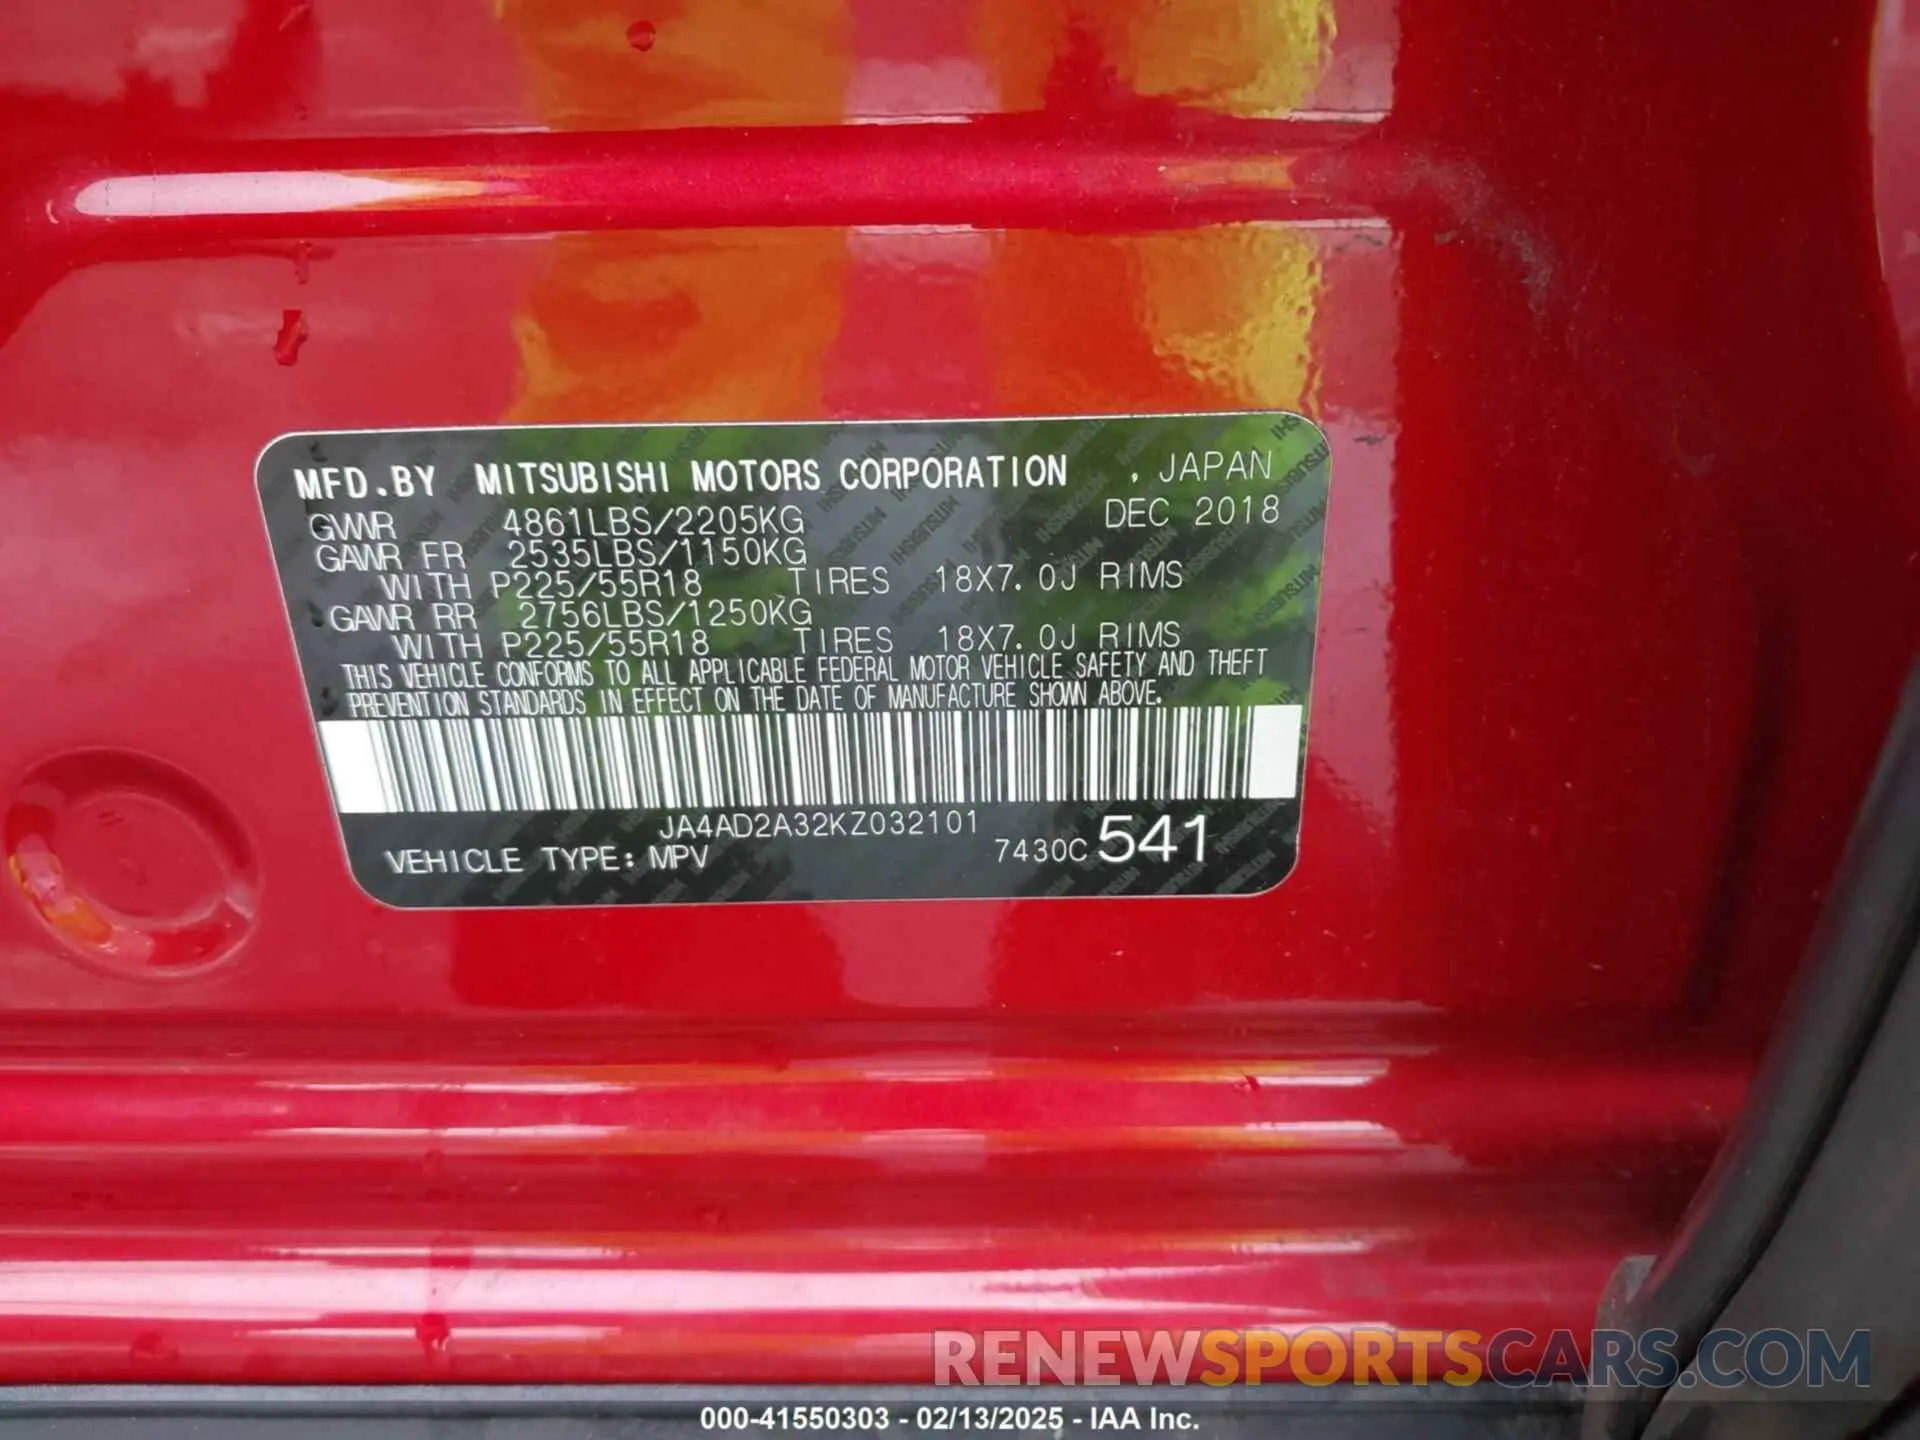 MFD.BY MITSUBISHI MOTORS CORPORATION , JAPAN
GVWR 4861LBS/2205KG DEC 2018
GAWR FR 2535LBS/1150KG
WITH P225/55R18 TIRES 18X7.0J RIMS
GAWR RR 2756LBS/1250KG
WITH P225/55R18 TIRES 18X7.0J RIMS
THIS VEHICLE CONFORMS TO ALL APPLICABLE FEDERAL MOTOR VEHICLE SAFETY AND THEFT
PREVENTION STANDARDS IN EFFECT ON THE DATE OF MANUFACTURE SHOWN ABOVE.
JA4AD2A32KZ032101
VEHICLE TYPE: MPV 7430C 541
RENEWSPORTSCARS.COM
000-41550303 - 02/13/2025 - IAA Inc.